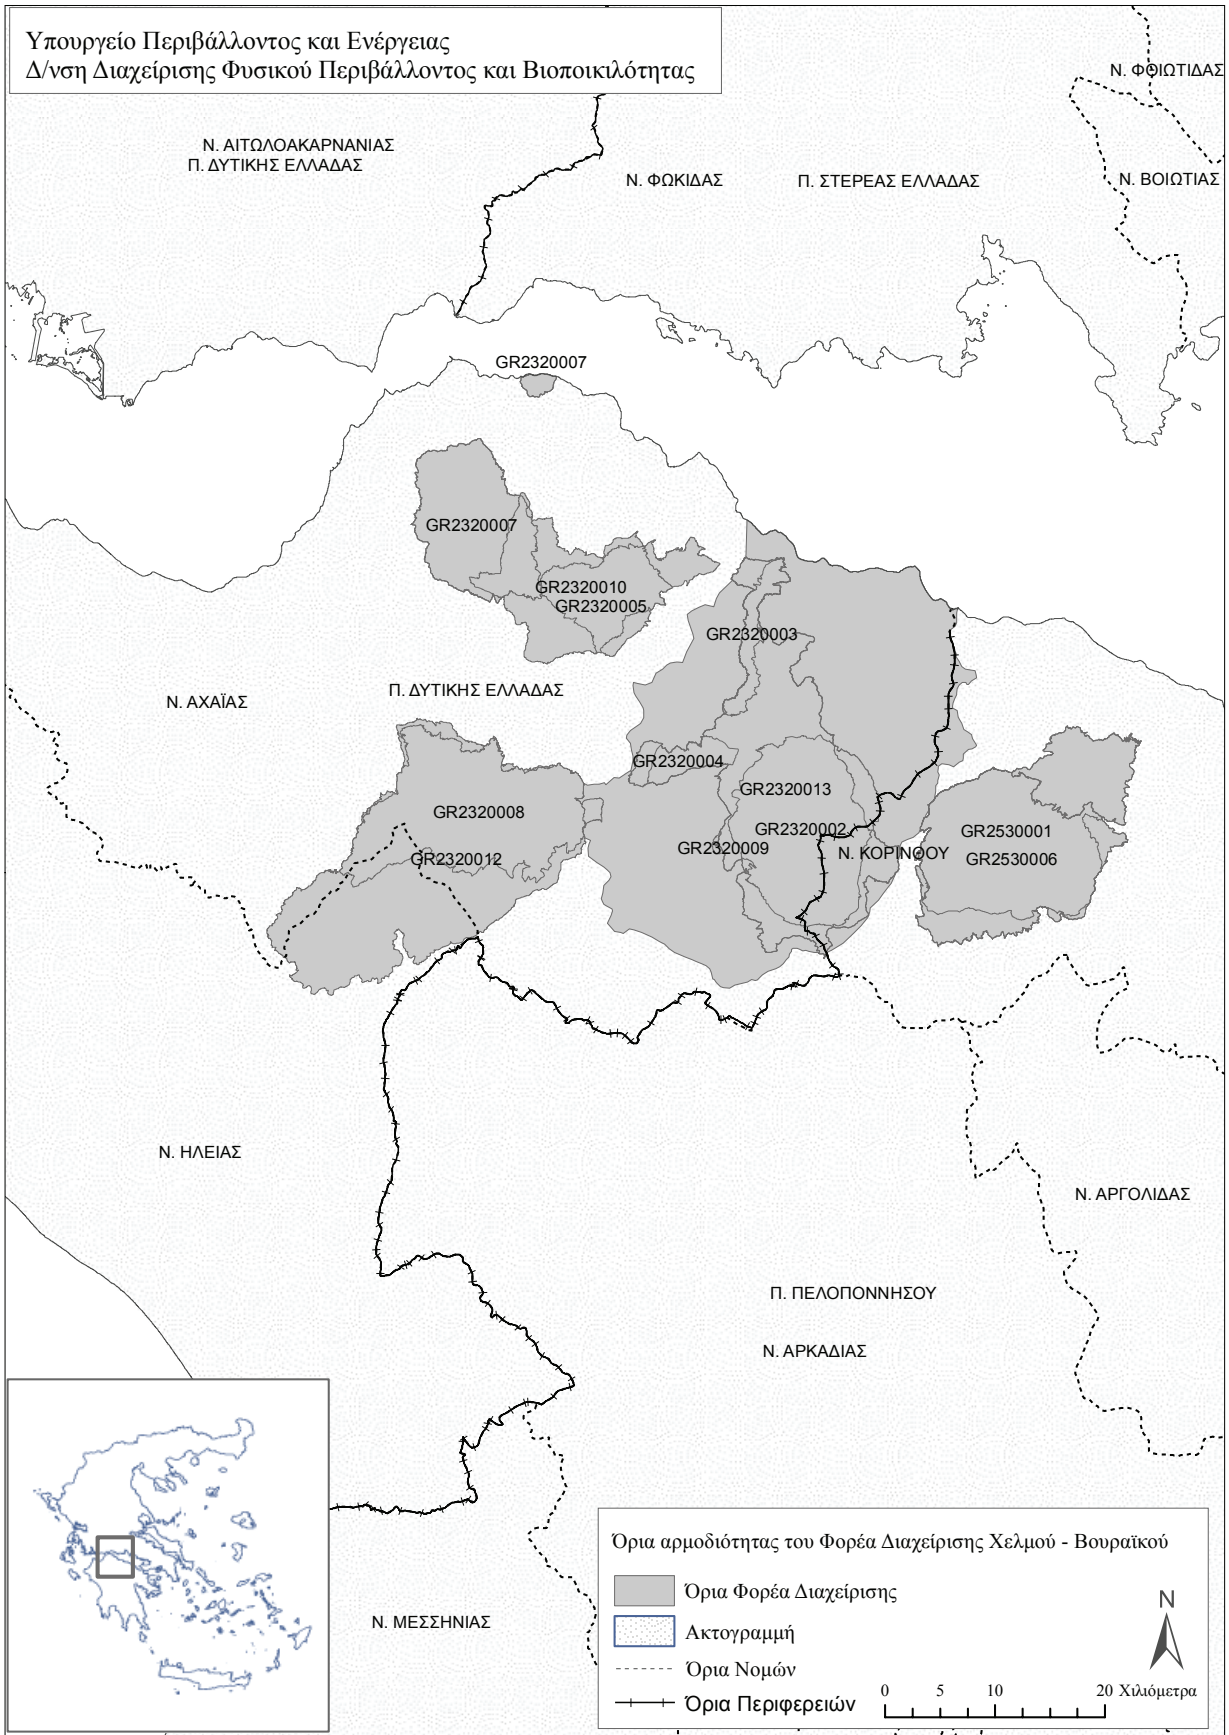 Υπουργείο Περιβάλλοντος και Ενέργειας
Δ/νση Διαχείρισης Φυσικού Περιβάλλοντος και Βιοποικιλότητας
Ν. ΦΘΙΩΤΙΔΑΣ
Ν. ΑΙΤΩΛΟΑΚΑΡΝΑΝΙΑΣ
Π. ΔΥΤΙΚΗΣ ΕΛΛΑΔΑΣ
Ν. ΦΩΚΙΔΑΣ
Π. ΣΤΕΡΕΑΣ ΕΛΛΑΔΑΣ
Ν. ΒΟΙΩΤΙΑΣ
GR2320007
GR2320007
GR2320010
GR2320005
GR2320003
Π. ΔΥΤΙΚΗΣ ΕΛΛΑΔΑΣ
Ν. ΑΧΑΪΑΣ
GR2320004
GR2320013
GR2320008
GR2320002
GR2530001
GR2320009
Ν. ΚΟΡΙΝΘΟΥ
GR2320012
GR2530006
Ν. ΗΛΕΙΑΣ
Ν. ΑΡΓΟΛΙΔΑΣ
Π. ΠΕΛΟΠΟΝΝΗΣΟΥ
Ν. ΑΡΚΑΔΙΑΣ
Ν. ΜΕΣΣΗΝΙΑΣ
Όρια αρμοδιότητας του Φορέα Διαχείρισης Χελμού - Βουραϊκού
Όρια Φορέα Διαχείρισης
Ακτογραμμή
Όρια Νομών
Όρια Περιφερειών
N
0 5 10 20 Χιλιόμετρα